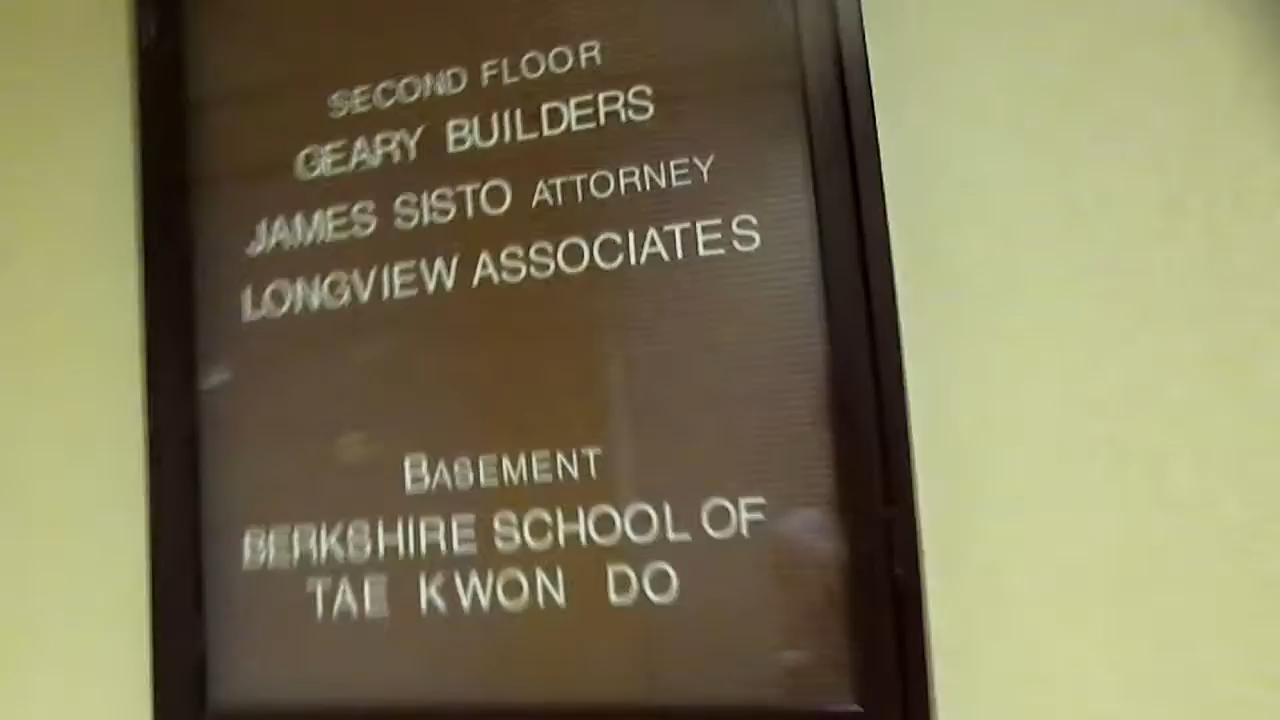 SECOND FLOOR
GEARY BUILDERS
JAMES SISTO ATTORNEY
LONGVIEW ASSOCIATES
BASEMENT
BERKSHIRE SCHOOL OF
TAE KWON DO